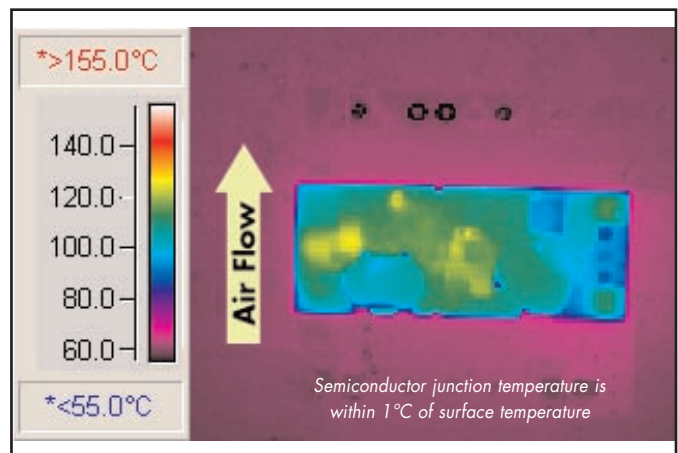 *>155.0°C
140.0
120.0
100.0
80.0
60.0
*<55.0°C
Air Flow
Semiconductor junction temperature is
within 1°C of surface temperature